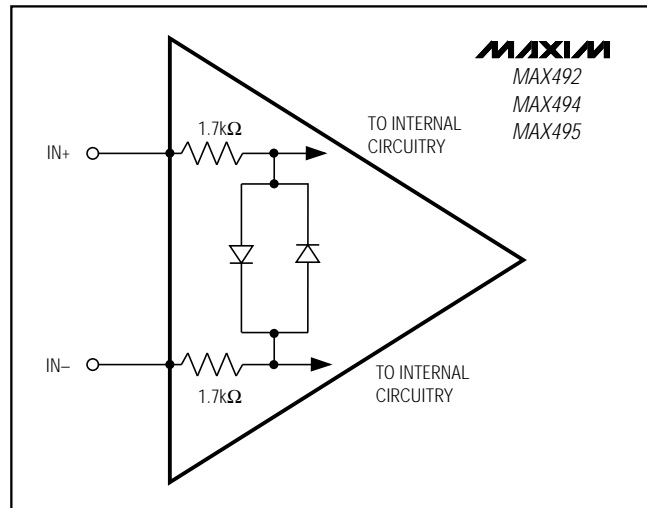 MAXIM
MAX492
MAX494
MAX495
1.7kΩ
TO INTERNAL
CIRCUITRY
IN+
IN–
1.7kΩ
TO INTERNAL
CIRCUITRY